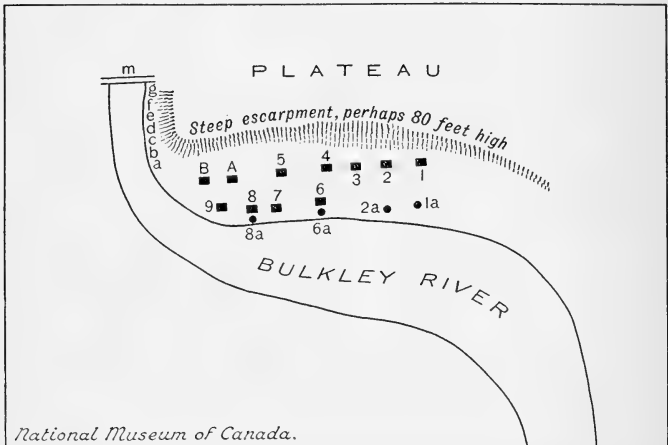 m
PLATEAU
g
f
e
d
c
b
a
Steep escarpment, perhaps 80 feet high
B A 5 4 3 2 1
9 8 7 6 2a 1a
8a 6a
BULKLEY RIVER
National Museum of Canada.